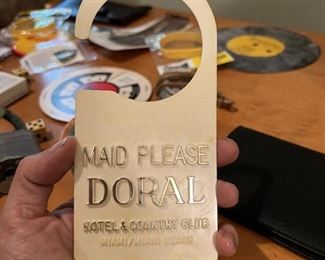 MAID PLEASE
DORAL
HOTEL & COUNTRY CLUB
MIAMI/MIAMI BEACH